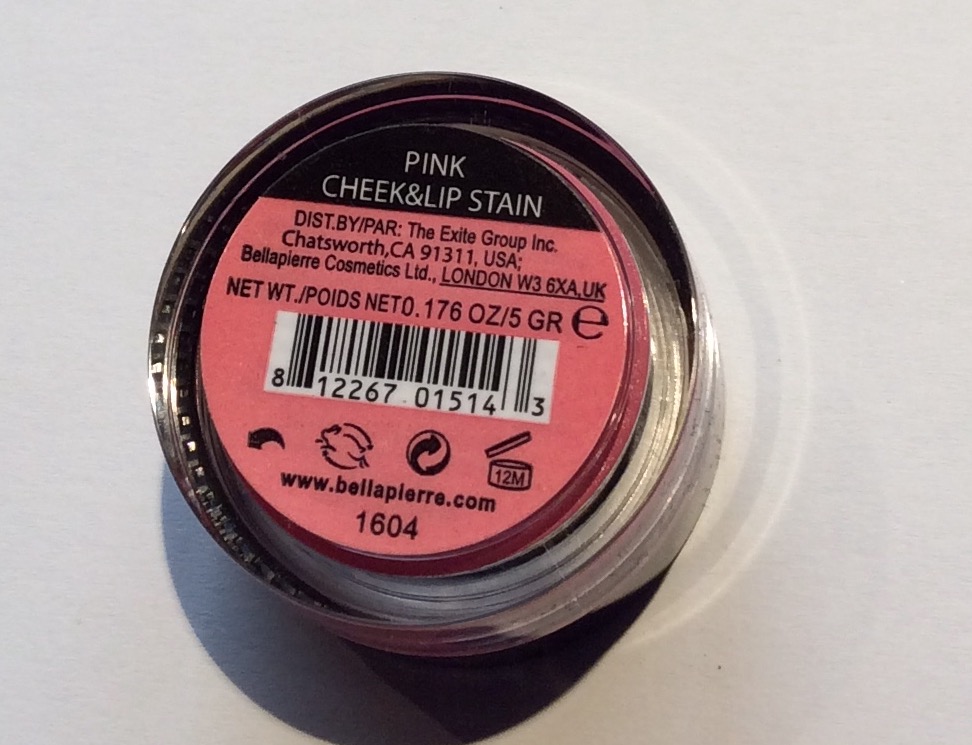 PINK
CHEEK&LIP STAIN
DIST.BY/PAR: The Exite Group Inc.
Chatsworth,CA 91311, USA;
Bellapierre Cosmetics Ltd., LONDON W3 6XA,UK
NET WT./POIDS NET0.176 OZ/5 GR e
8 12267 01514 3
12M
www.bellapierre.com
1604